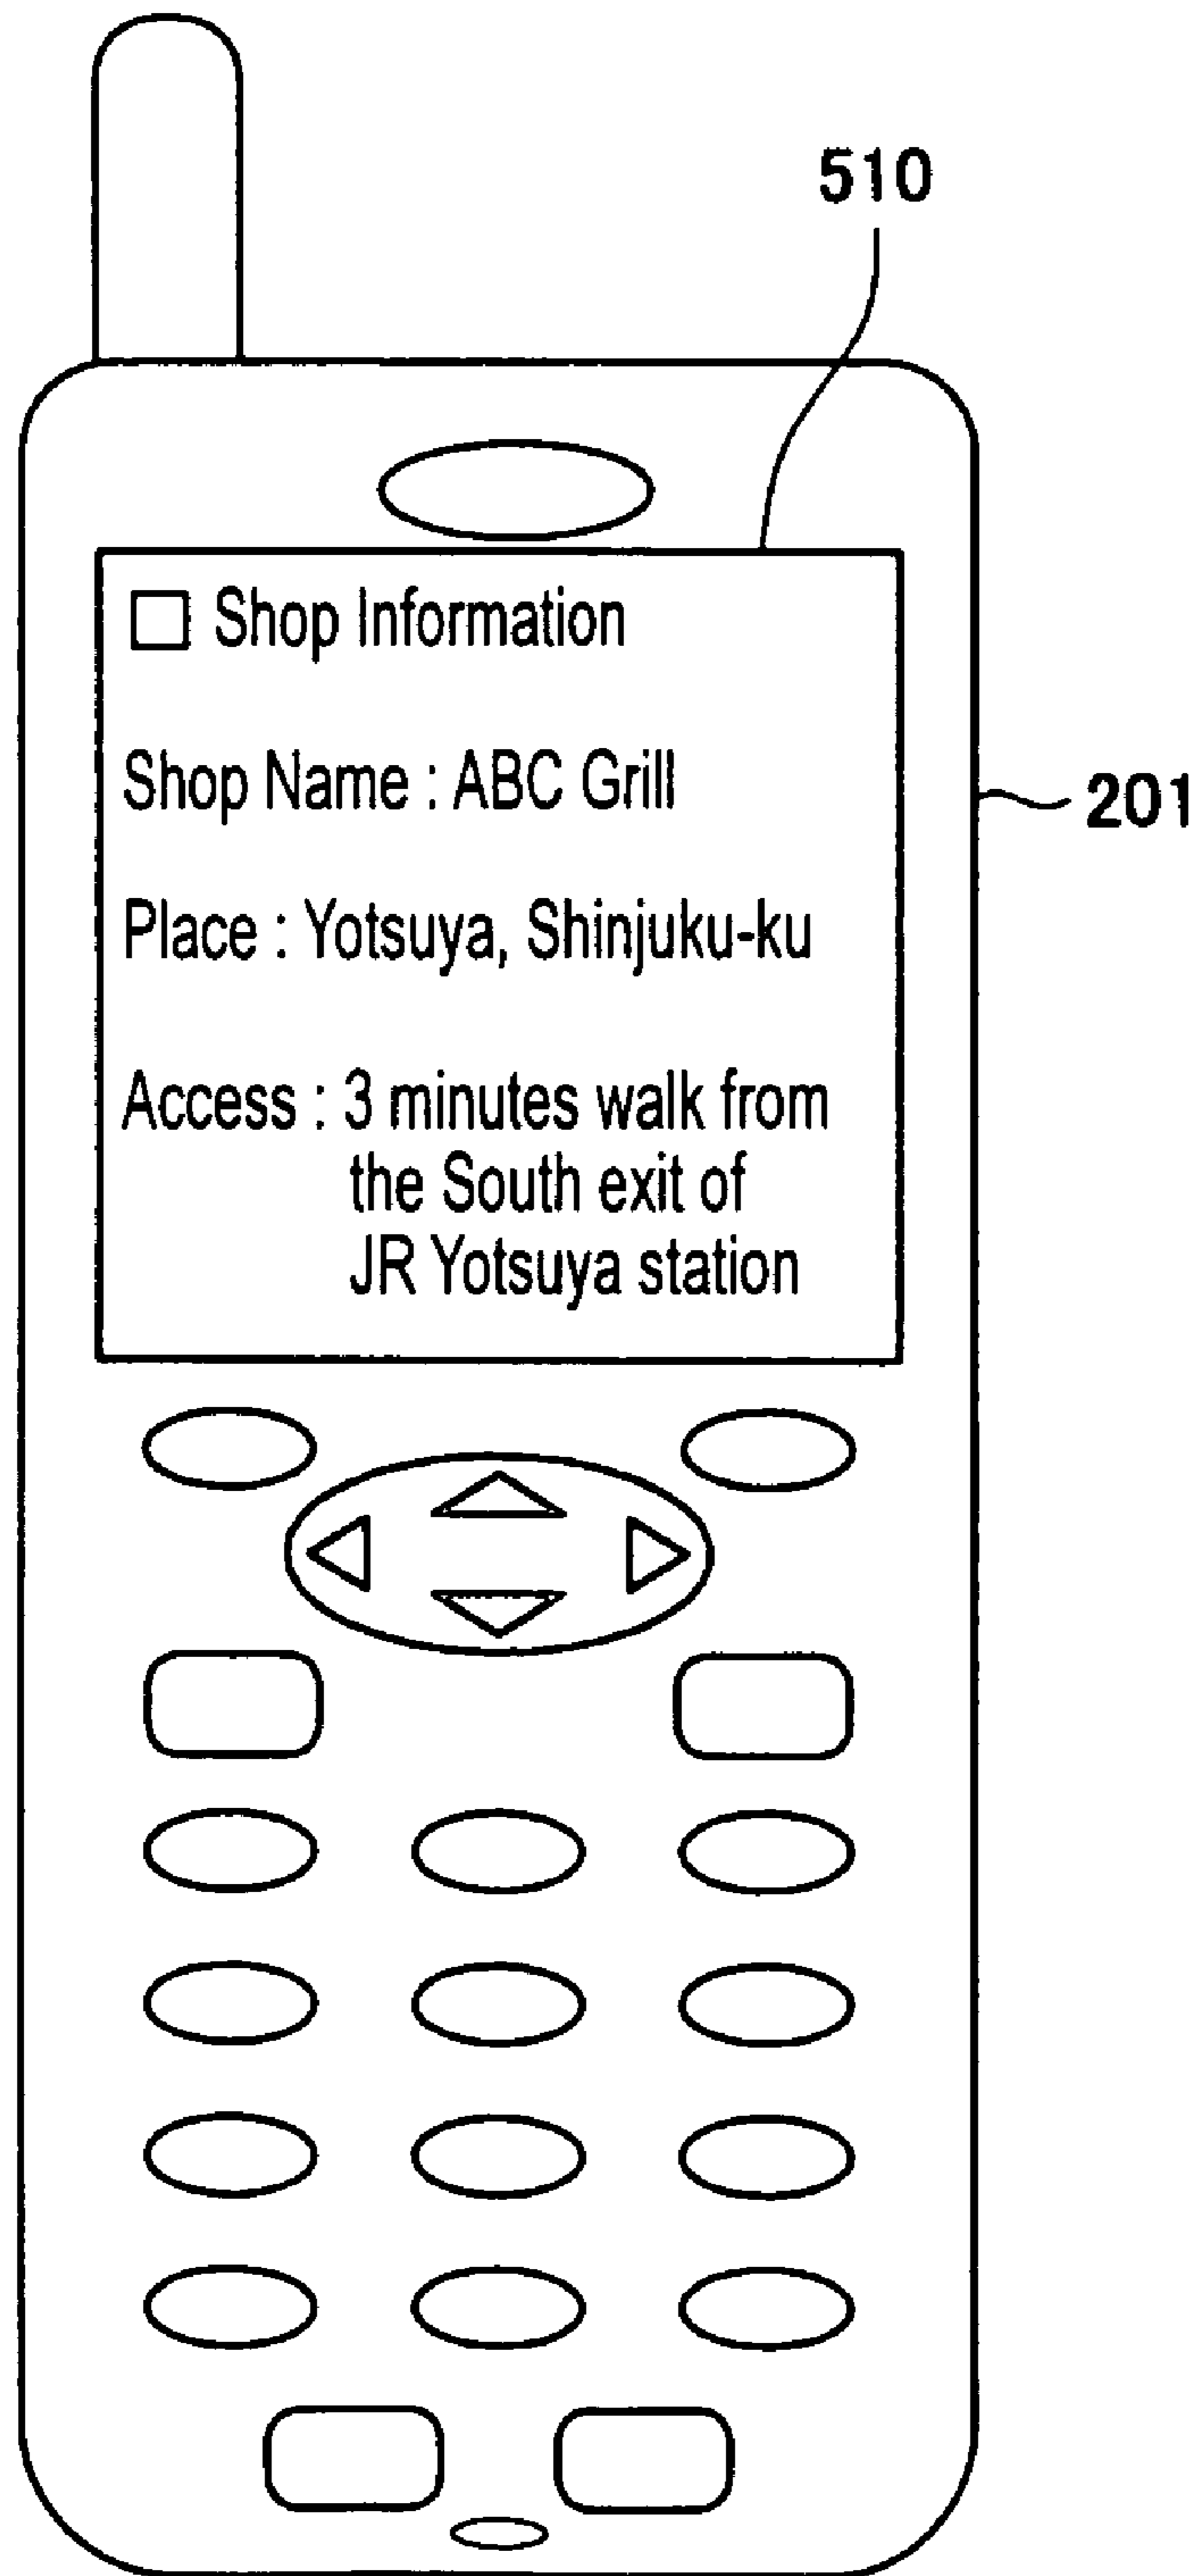 510
□ Shop Information
Shop Name : ABC Grill
201
Place : Yotsuya, Shinjuku-ku
Access : 3 minutes walk from
the South exit of
JR Yotsuya station